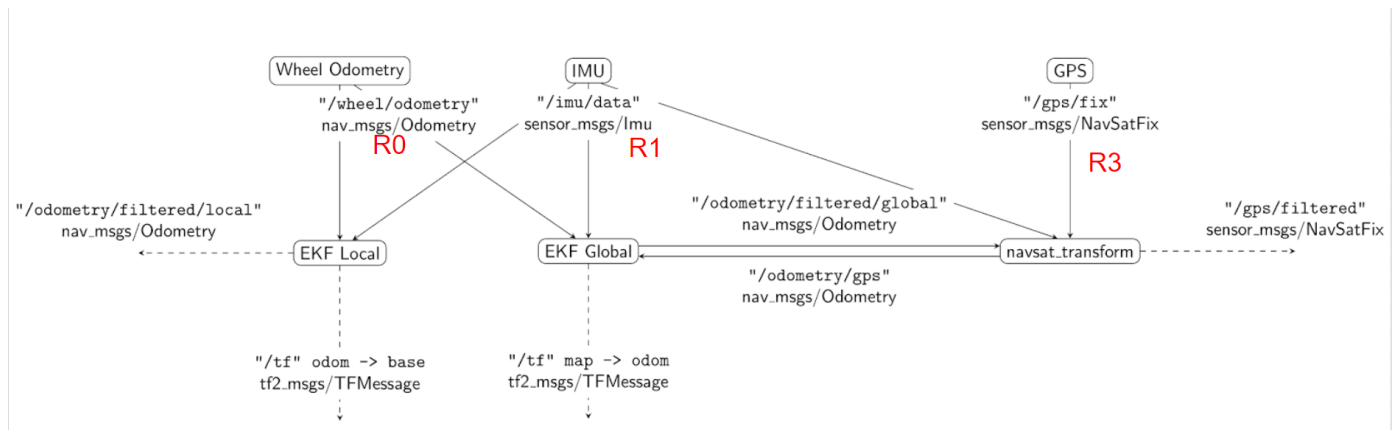 Wheel Odometry
IMU
GPS
"/wheel/odometry"
nav_msgs/Odometry
R0
"/imu/data"
sensor_msgs/Imu
R1
"/gps/fix"
sensor_msgs/NavSatFix
R3
"/odometry/filtered/local"
nav_msgs/Odometry
"/odometry/filtered/global"
nav_msgs/Odometry
"/gps/filtered"
sensor_msgs/NavSatFix
EKF Local
EKF Global
navsat_transform
"/odometry/gps"
nav_msgs/Odometry
"/tf" odom -> base
tf2_msgs/TFMessage
"/tf" map -> odom
tf2_msgs/TFMessage